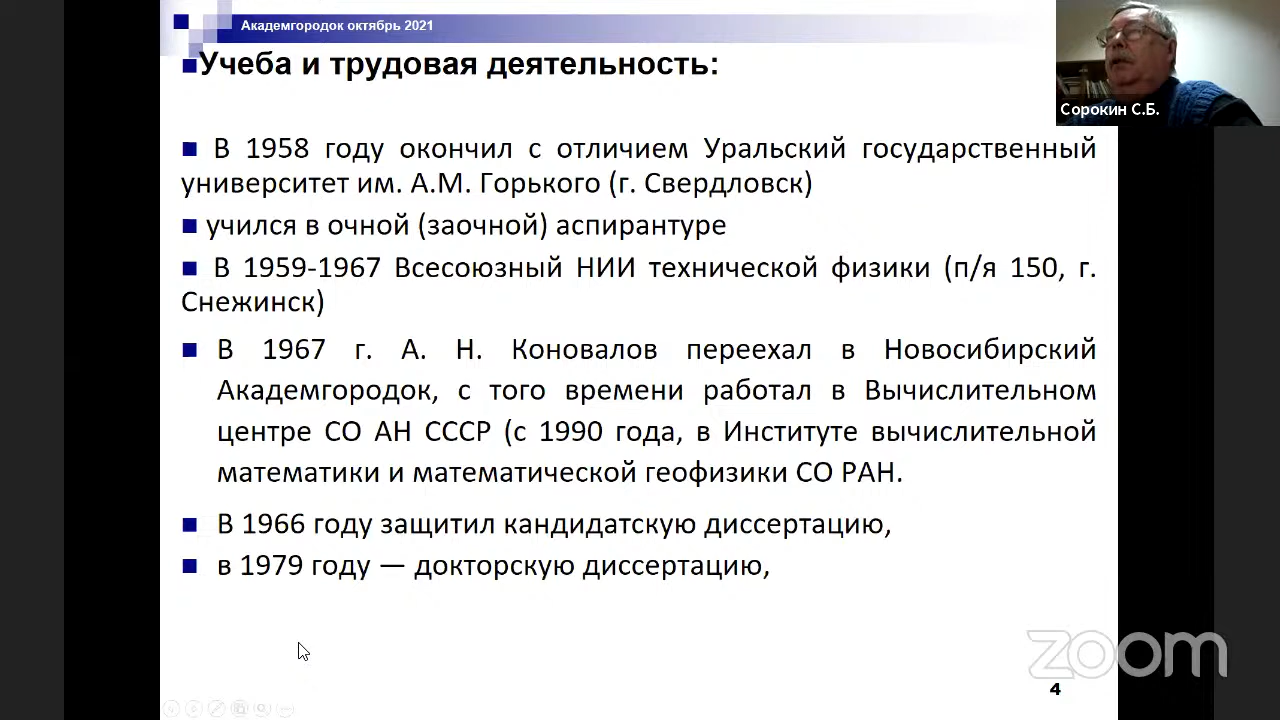 Академгородок октябрь 2021
Учеба и трудовая деятельность:
Сорокин С.Б.
В 1958 году окончил с отличием Уральский государственный
университет им. А.М. Горького (г. Свердловск)
учился в очной (заочной) аспирантуре
В 1959-1967 Всесоюзный НИИ технической физики (п/я 150, г.
Снежинск)
В 1967 г. А. Н. Коновалов переехал в Новосибирский
Академгородок, с того времени работал в Вычислительном
центре СО АН СССР (с 1990 года, в Институте вычислительной
математики и математической геофизики СО РАН.
В 1966 году защитил кандидатскую диссертацию,
в 1979 году — докторскую диссертацию,
zoom
4